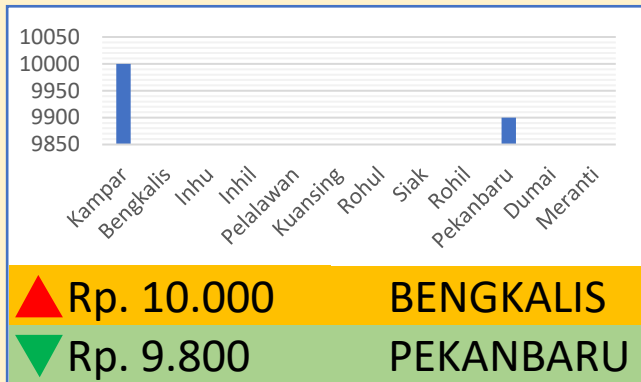 10050
10000
9950
9900
9850
Kampar
Bengkalis
Inhu
Inhil
Pelalawan
Kuansing
Rohul
Siak
Rohil
Pekanbaru
Dumai
Meranti
Rp. 10.000 BENGKALIS
Rp. 9.800 PEKANBARU